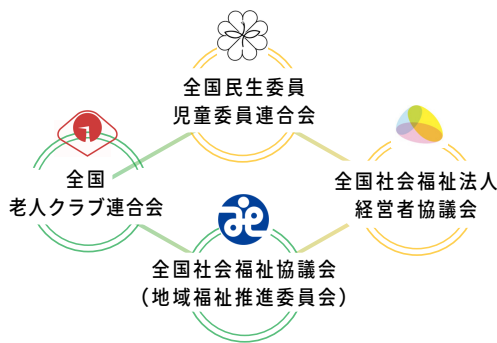 全国民生委員
児童委員連合会
全国
老人クラブ連合会
全国社会福祉法人
経営者協議会
全国社会福祉協議会
（地域福祉推進委員会）